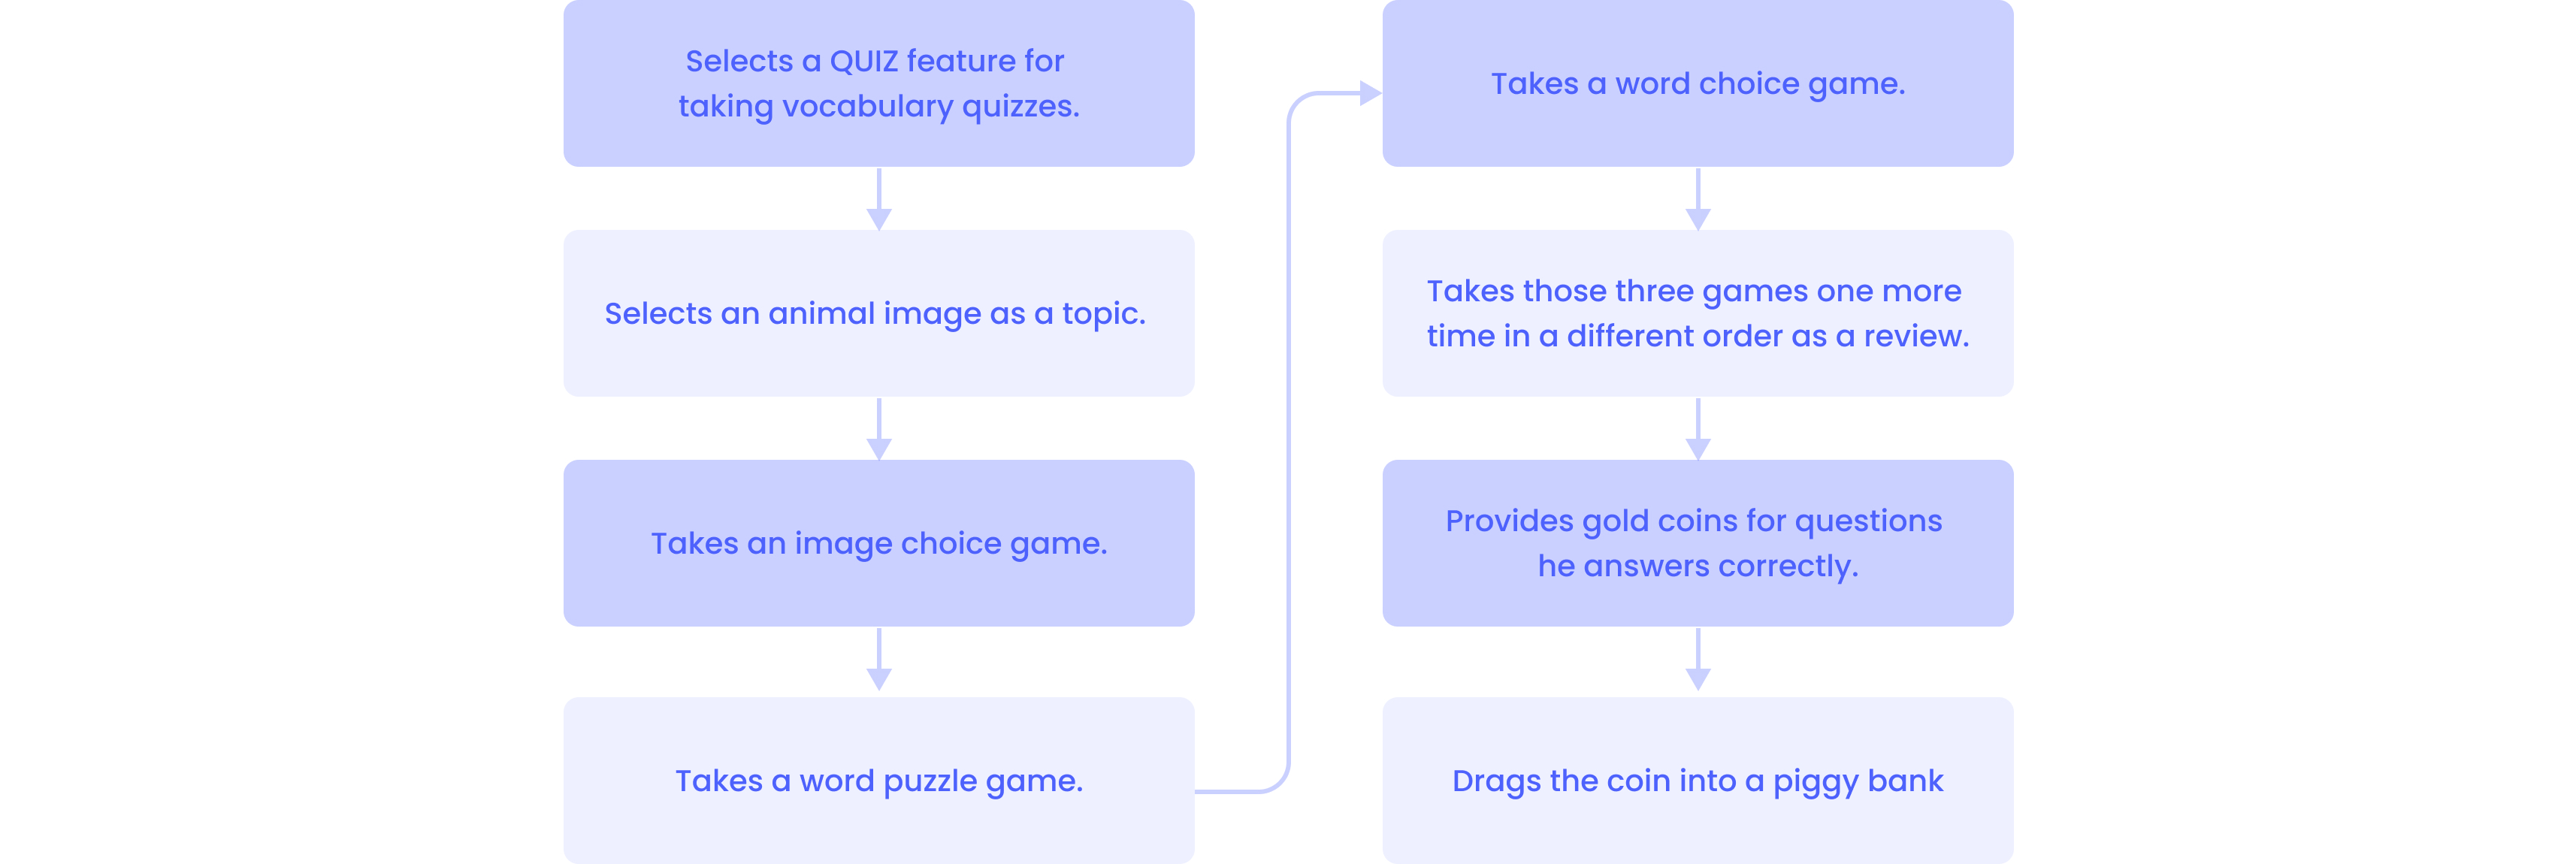 Selects a QUIZ feature for
taking vocabulary quizzes.
Selects an animal image as a topic.
Takes an image choice game.
Takes a word puzzle game.
Takes a word choice game.
Takes those three games one more
time in a different order as a review.
Provides gold coins for questions
he answers correctly.
Drags the coin into a piggy bank